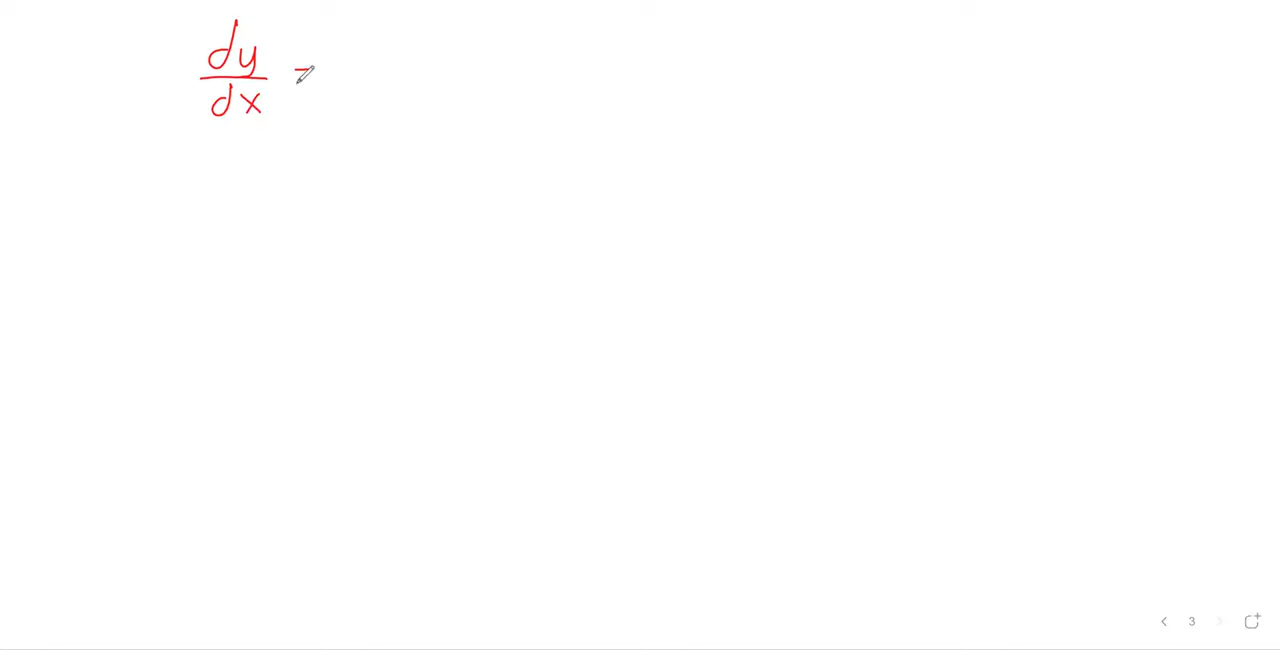 dy/dx =
3